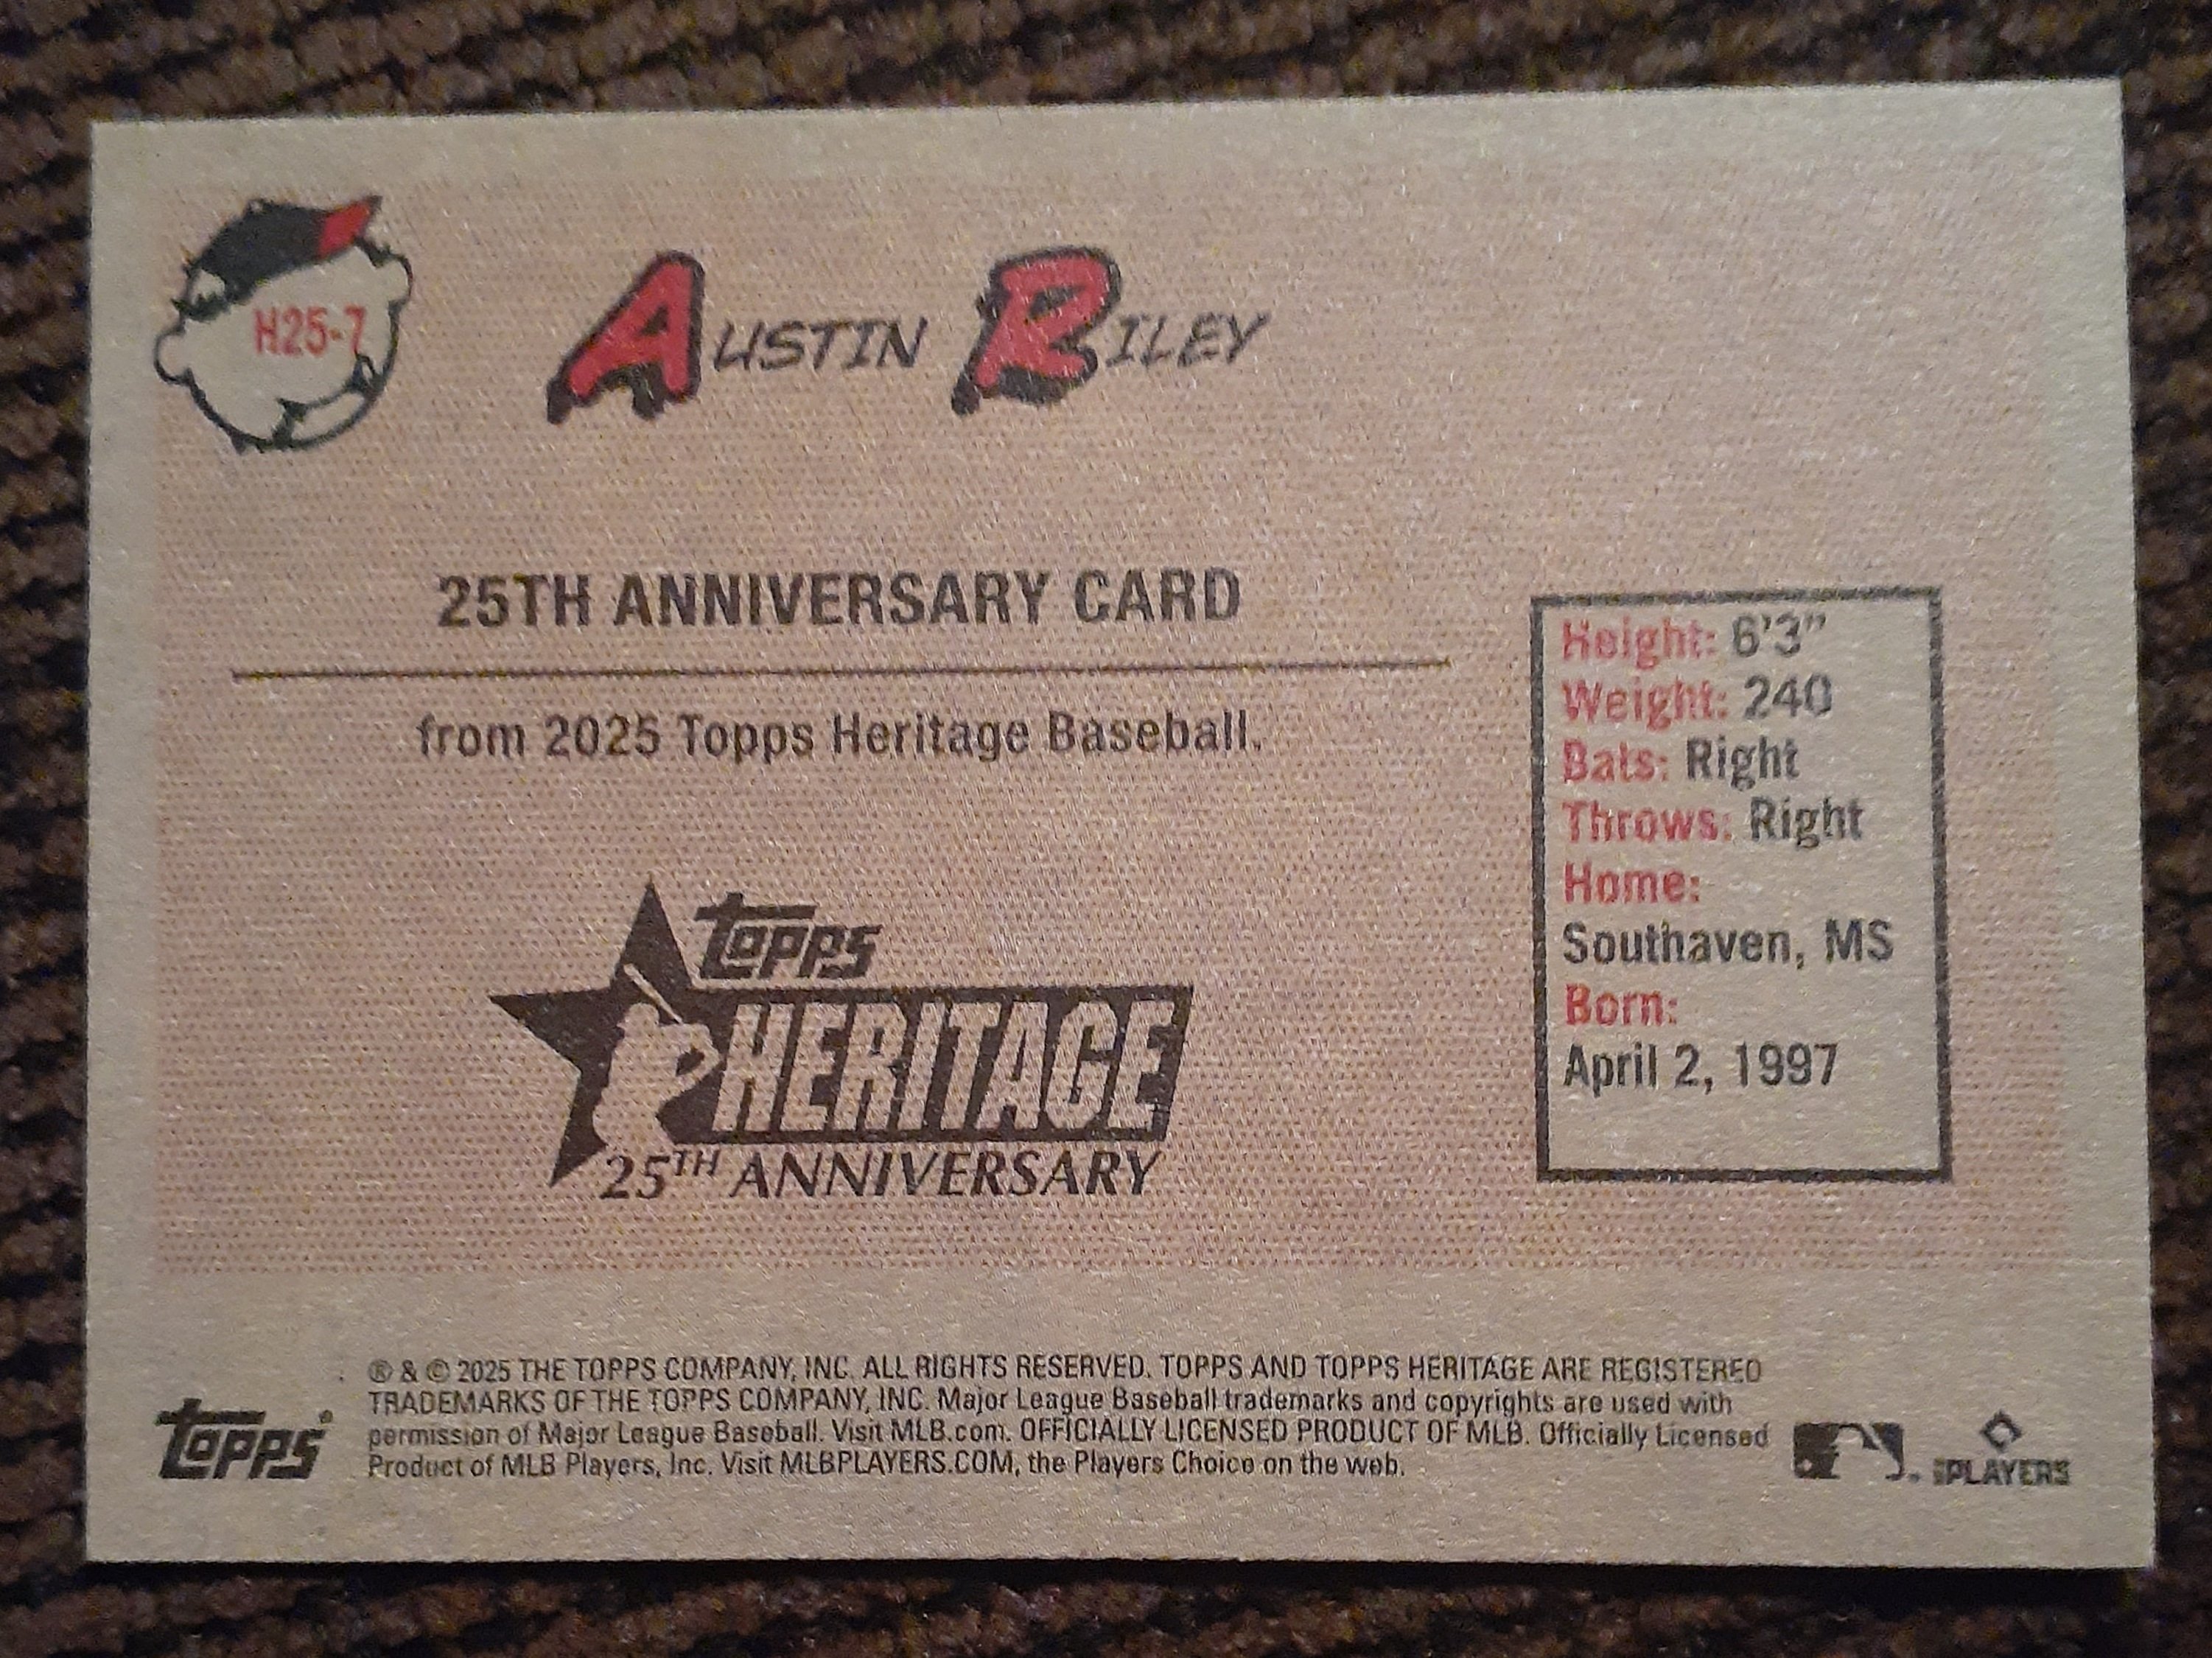 H25-7
AUSTIN RILEY
25TH ANNIVERSARY CARD
from 2025 Topps Heritage Baseball.
Height: 6'3"
Weight: 240
Bats: Right
Throws: Right
Home:
Southaven, MS
Born:
April 2, 1997
topps
HERITAGE
25TH ANNIVERSARY
® & © 2025 THE TOPPS COMPANY, INC. ALL RIGHTS RESERVED. TOPPS AND TOPPS HERITAGE ARE REGISTERED
TRADEMARKS OF THE TOPPS COMPANY, INC. Major League Baseball trademarks and copyrights are used with
permission of Major League Baseball. Visit MLB.com. OFFICIALLY LICENSED PRODUCT OF MLB. Officially Licensed
Product of MLB Players, Inc. Visit MLBPLAYERS.COM, the Players Choice on the web.
topps®
PLAYERS